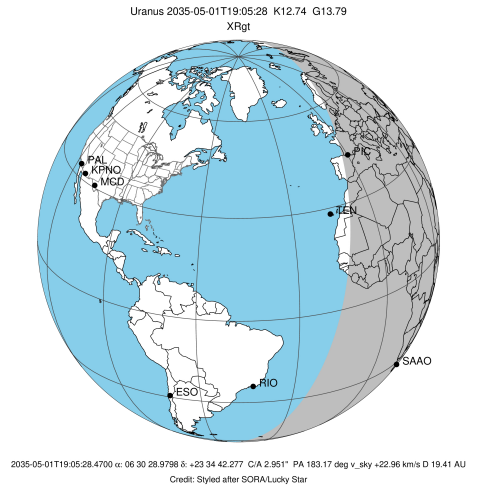 Uranus 2035-05-01T19:05:28  K12.74  G13.79
XRgt
PIC
PAL
KPNO
MCD
TEN
SAAO
RIO
ESO
2035-05-01T19:05:28.4700 α: 06 30 28.9798 δ: +23 34 42.277  C/A 2.951"  PA 183.17 deg v_sky +22.96 km/s D 19.41 AU
Credit: Styled after SORA/Lucky Star